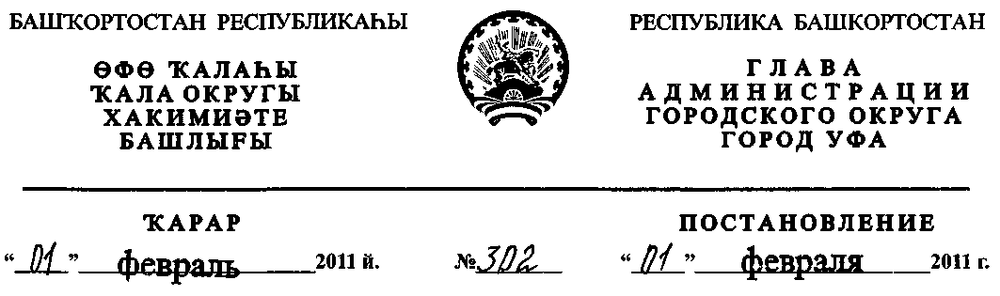 БАШҠОРТОСТАН РЕСПУБЛИКАҺЫ
ӨФӨ ҠАЛАҺЫ
ҠАЛА ОКРУГЫ
ХАКИМИӘТЕ
БАШЛЫҒЫ
РЕСПУБЛИКА БАШКОРТОСТАН
ГЛАВА
АДМИНИСТРАЦИИ
ГОРОДСКОГО ОКРУГА
ГОРОД УФА
ҠАРАР
ПОСТАНОВЛЕНИЕ
“01” февраль 2011 й. №302 “01” февраля 2011 г.